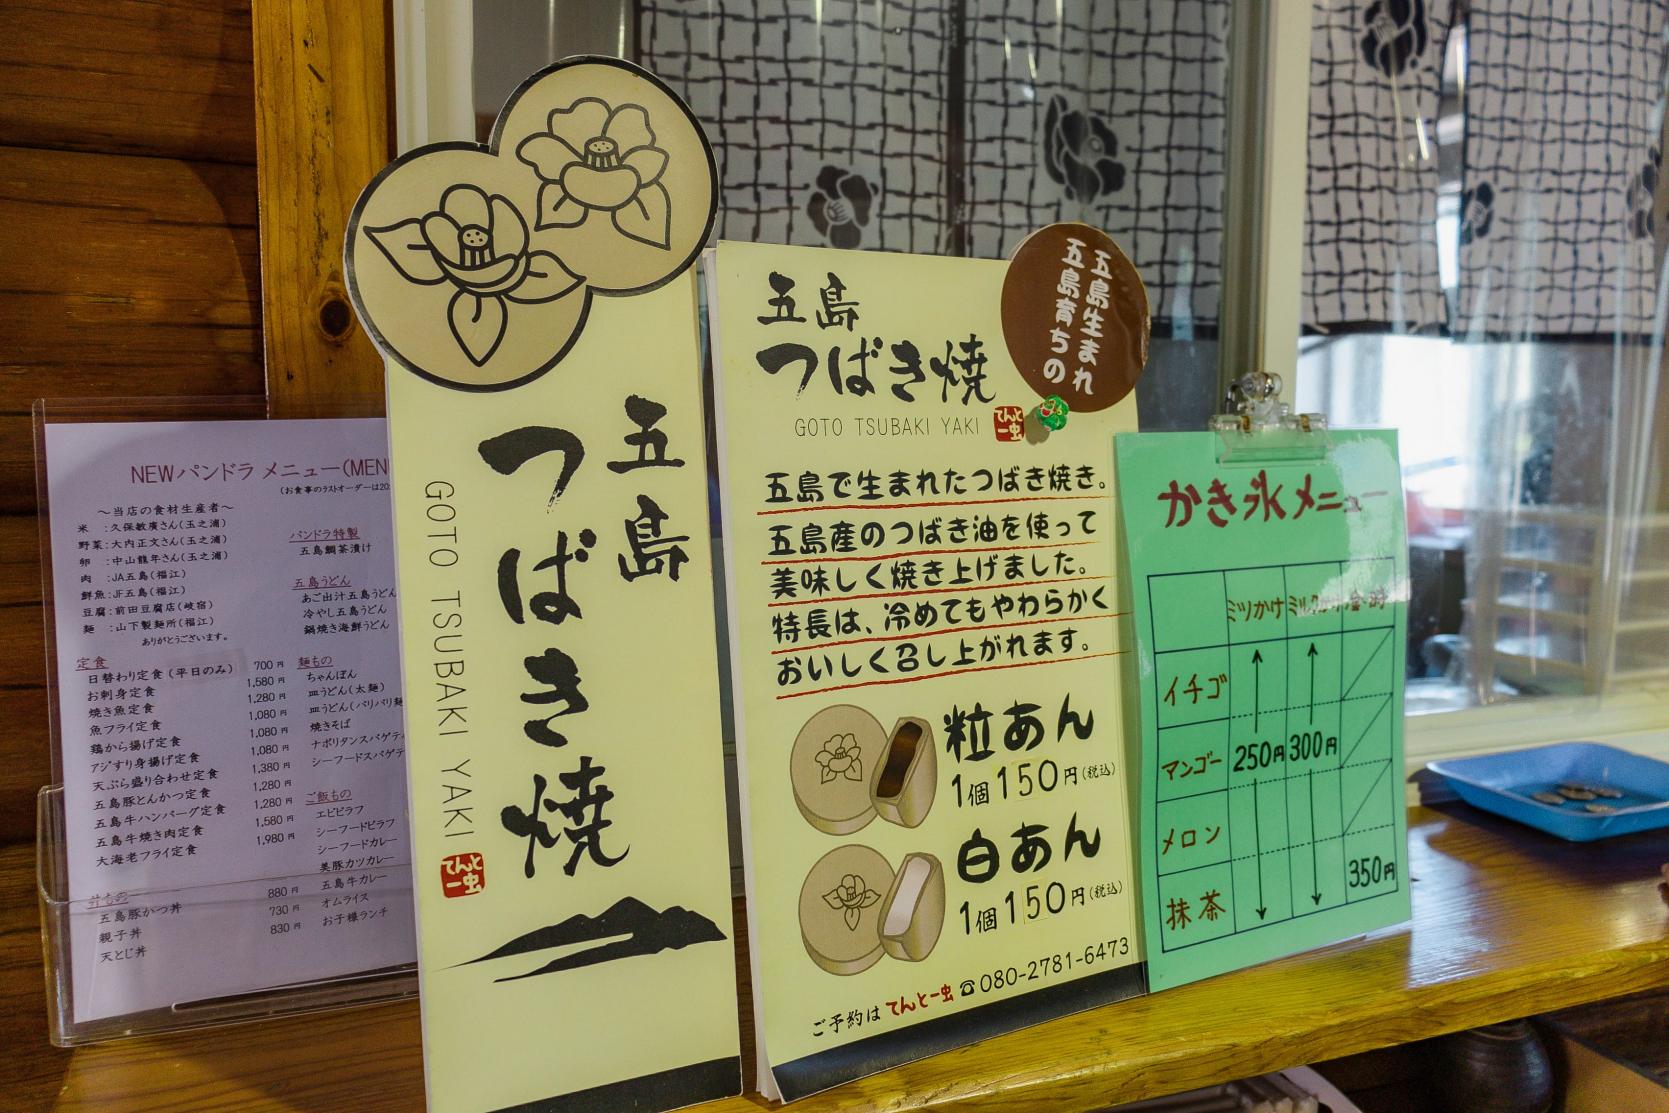 NEWパンドラ メニュー(MENU
(お食事のラストオーダーは20:
～当店の食材生産者～
米 :久保敏廣さん(玉之浦)
野菜:大内正文さん(玉之浦)
卵 :中山龍年さん(玉之浦)
肉 :JA五島(福江)
鮮魚:JF五島(福江)
豆腐:前田豆腐店(岐宿)
麺 :山下製麺所(福江)
ありがとうございます。
定食
日替わり定食(平日のみ) 700円
お刺身定食 1,580円
焼き魚定食 1,280円
魚フライ定食 1,080円
鶏から揚げ定食 1,080円
アジすり身揚げ定食 1,080円
天ぷら盛り合わせ定食 1,380円
五島豚とんかつ定食 1,280円
五島牛ハンバーグ定食 1,280円
五島牛焼き肉定食 1,580円
大海老フライ定食 1,980円
丼もの
五島豚かつ丼 880円
親子丼 730円
天とじ丼 830円
パンドラ特製
五島鯛茶漬け
五島うどん
あご出汁五島うどん
冷やし五島うどん
鍋焼き海鮮うどん
麺もの
ちゃんぽん
皿うどん(太麺)
皿うどん(パリパリ麺
焼きそば
ナポリタンスパゲテ
シーフードスパゲテ
ご飯もの
エビピラフ
シーフードピラフ
シーフードカレー
美豚カツカレー
五島牛カレー
オムライス
お子様ランチ
五島
つばき焼
GOTO TSUBAKI YAKI
てんと
一虫
五島生まれ
五島育ちの
五島
つばき焼
GOTO TSUBAKI YAKI
てんと
一虫
五島で生まれたつばき焼き。
五島産のつばき油を使って
美味しく焼き上げました。
特長は、冷めてもやわらかく
おいしく召し上がれます。
粒あん
1個150円(税込)
白あん
1個150円(税込)
ご予約は てんと一虫 ☎080-2781-6473
かき氷メニュー
ミツかけ ミルクかけ 金時
イチゴ
マンゴー 250円 300円
メロン
抹茶 350円